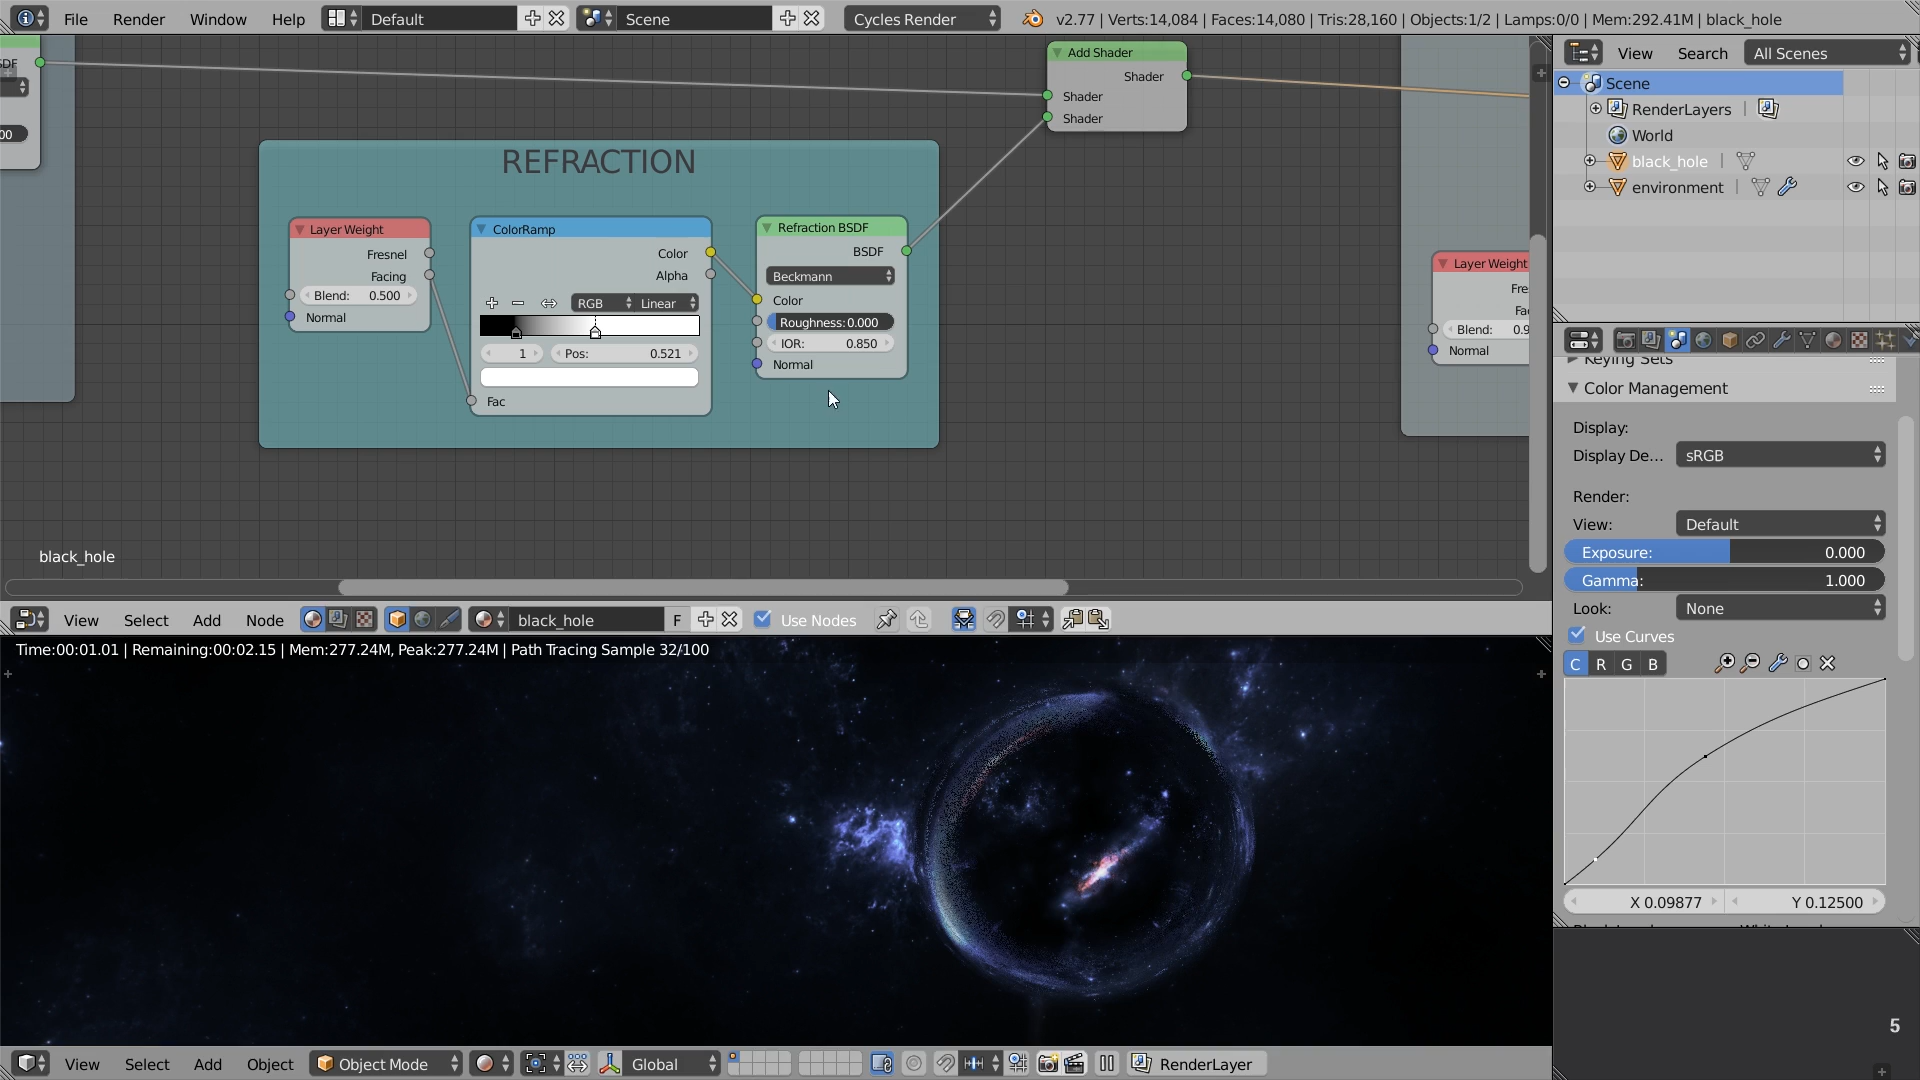 File Render Window Help Default Scene Cycles Render v2.77 | Verts:14,084 | Faces:14,080 | Tris:28,160 | Objects:1/2 | Lamps:0/0 | Mem:292.41M | black_hole
View Search All Scenes
Scene
RenderLayers |
World
black_hole |
environment |
Add Shader
Shader
Shader
Shader
REFRACTION
Layer Weight
Fresnel
Facing
Blend: 0.500
Normal
ColorRamp
Color
Alpha
RGB Linear
1 Pos: 0.521
Fac
Refraction BSDF
BSDF
Beckmann
Color
Roughness: 0.000
IOR: 0.850
Normal
Layer Weight
Fre
Fac
Blend: 0.9
Normal
black_hole
Keying Sets
Color Management
Display:
Display De... sRGB
Render:
View: Default
Exposure: 0.000
Gamma: 1.000
Look: None
Use Curves
C R G B
X 0.09877 Y 0.12500
View Select Add Node black_hole F Use Nodes
Time:00:01.01 | Remaining:00:02.15 | Mem:277.24M, Peak:277.24M | Path Tracing Sample 32/100
5
View Select Add Object Object Mode Global RenderLayer